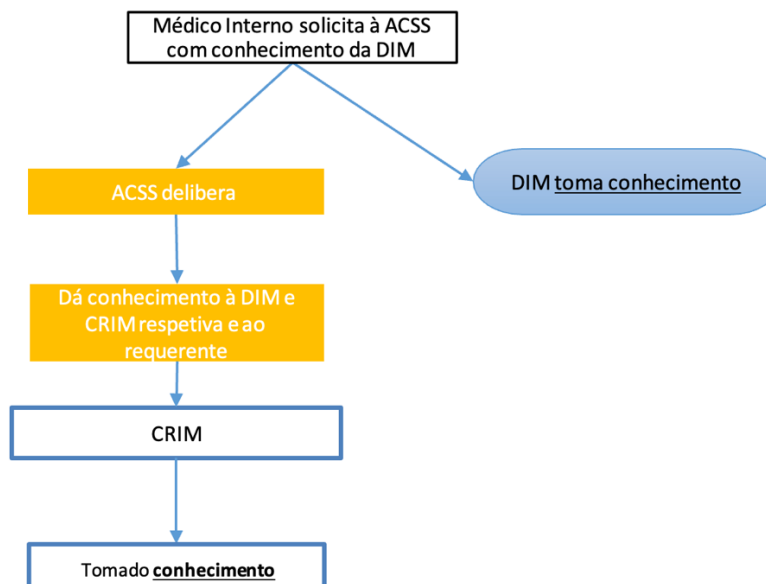 Médico Interno solicita à ACSS
com conhecimento da DIM
ACSS delibera
DIM toma conhecimento
Dá conhecimento à DIM e
CRIM respetiva e ao
requerente
CRIM
Tomado conhecimento